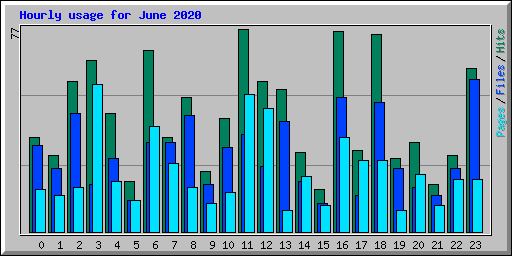 Hourly usage for June 2020
77
Pages/Files/Hits
0 1 2 3 4 5 6 7 8 9 10 11 12 13 14 15 16 17 18 19 20 21 22 23